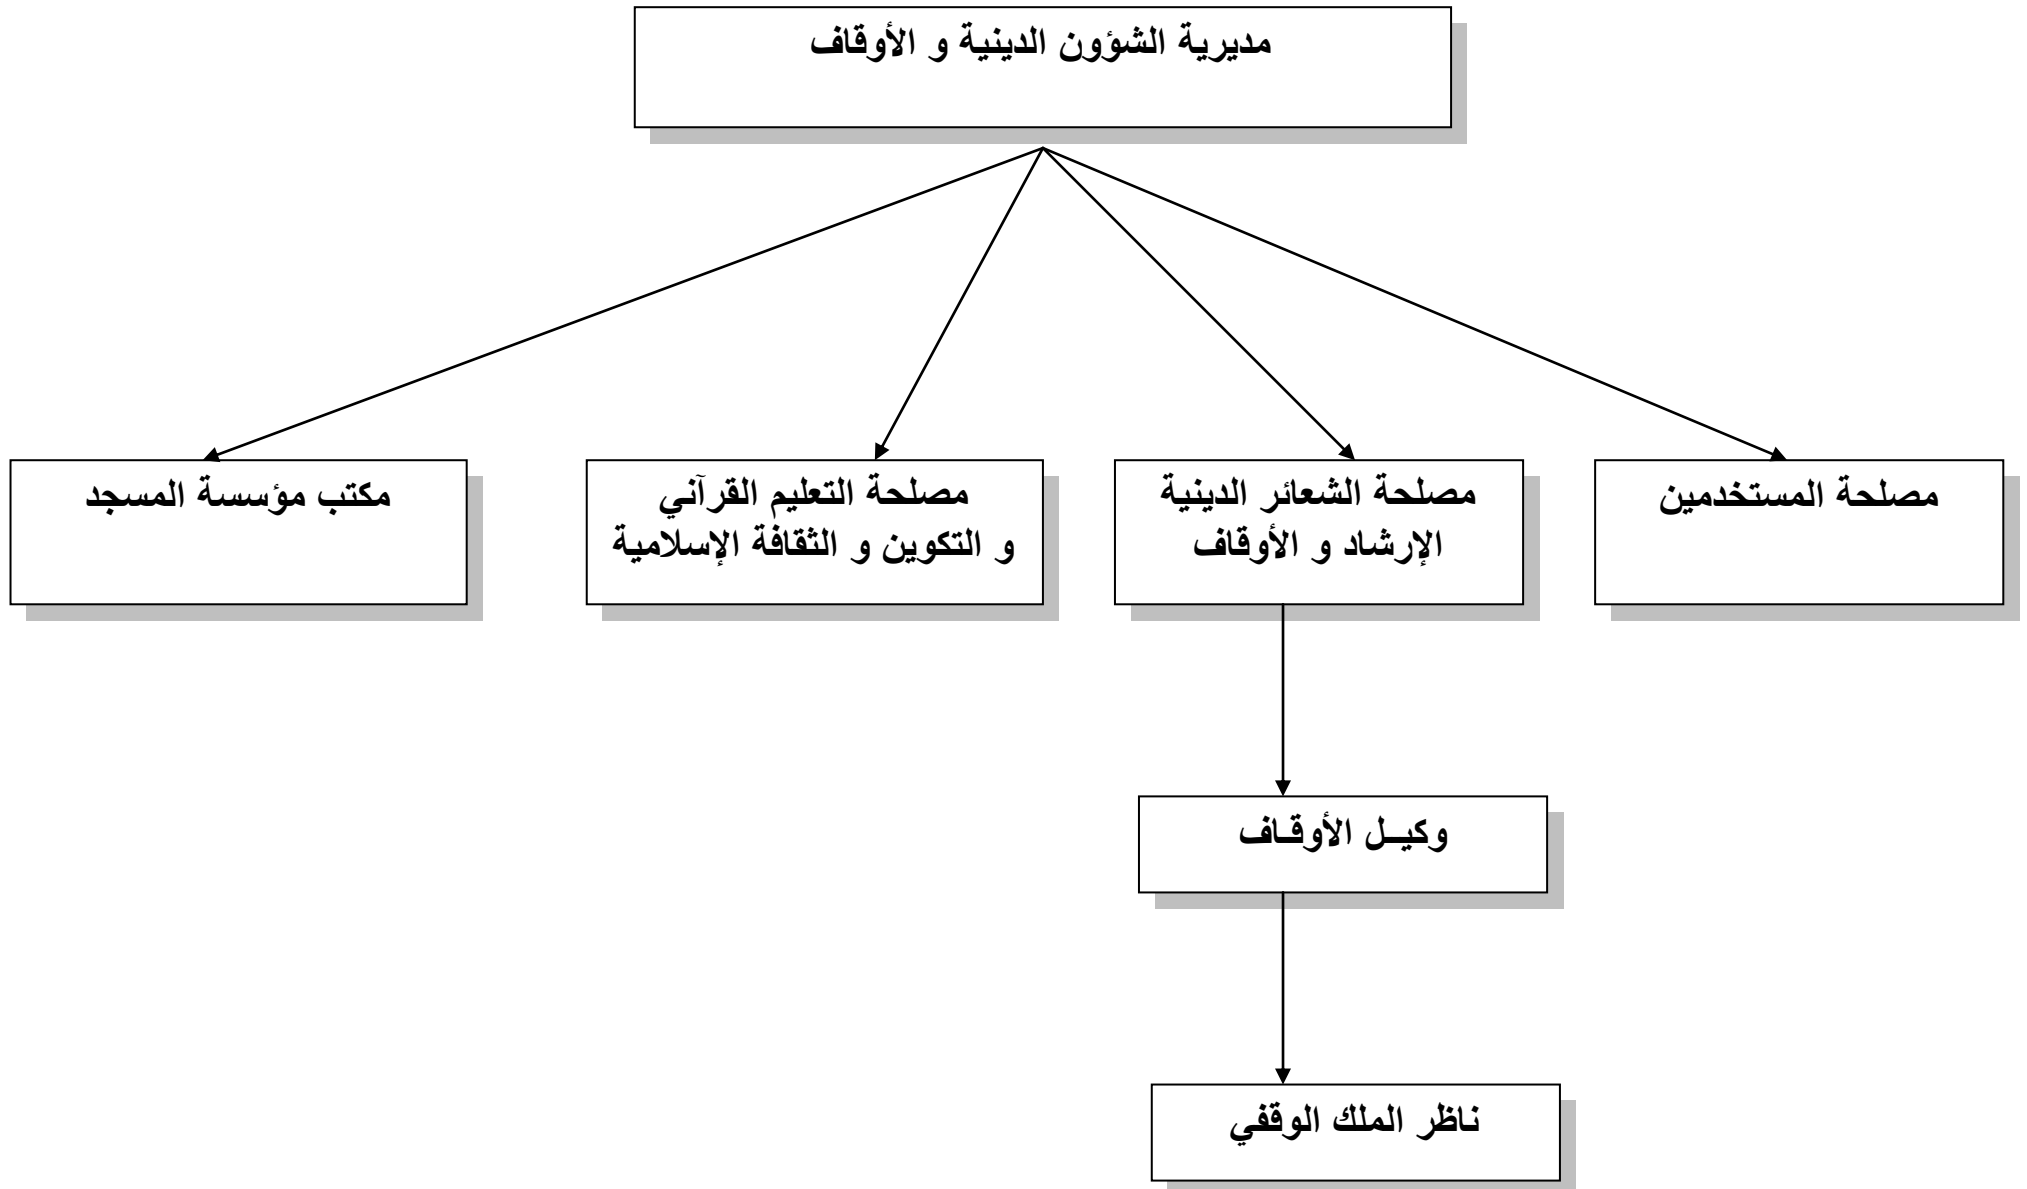 مديرية الشؤون الدينية و الأوقاف
مصلحة المستخدمين
مصلحة الشعائر الدينية
الإرشاد و الأوقاف
مصلحة التعليم القرآني
و التكوين و الثقافة الإسلامية
مكتب مؤسسة المسجد
وكيــل الأوقـاف
ناظر الملك الوقفي